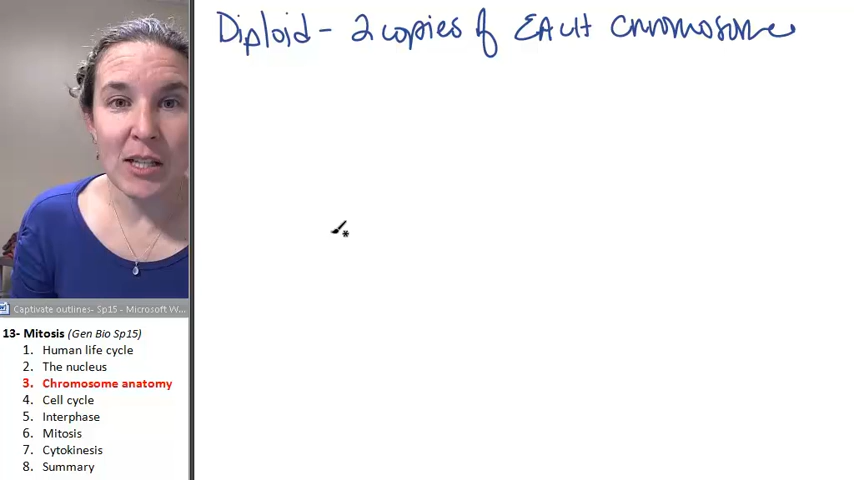 Diploid - 2 copies of EACH chromosome
Captivate outlines- Sp15 - Microsoft W...
13- Mitosis (Gen Bio Sp15)
1. Human life cycle
2. The nucleus
3. Chromosome anatomy
4. Cell cycle
5. Interphase
6. Mitosis
7. Cytokinesis
8. Summary